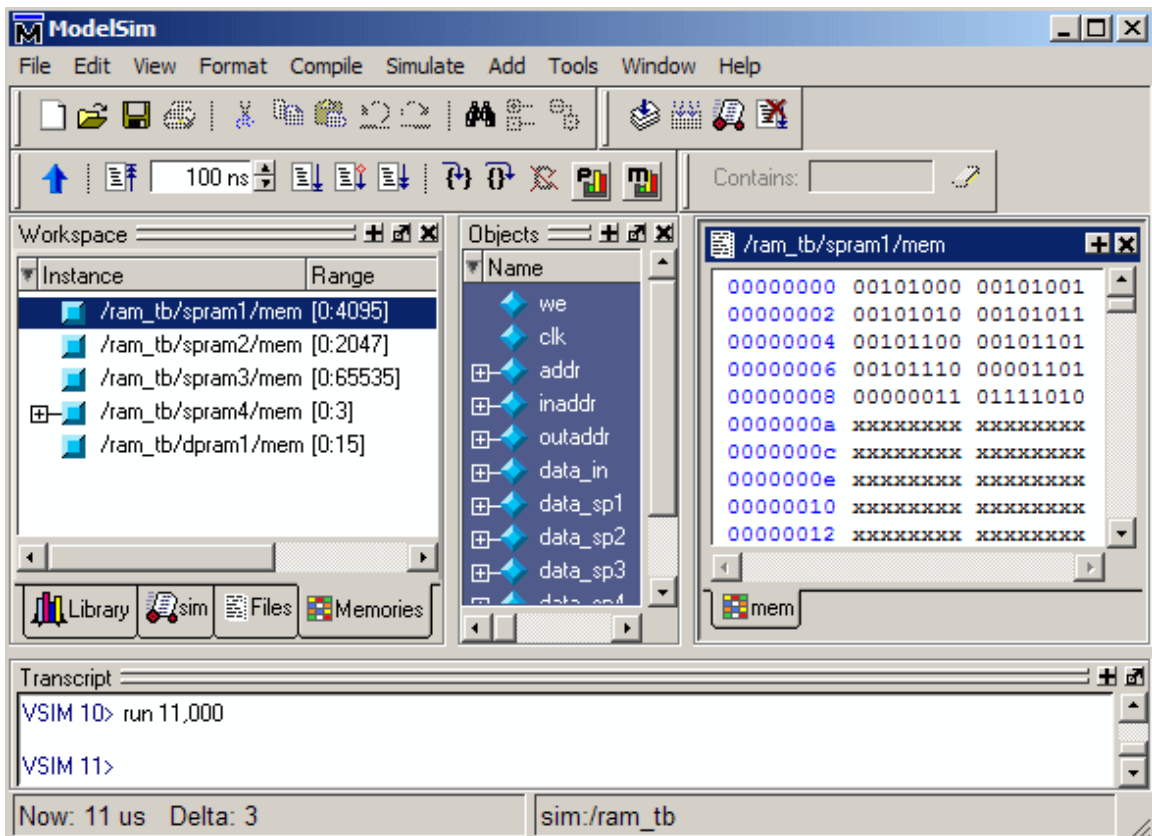 ModelSim
File Edit View Format Compile Simulate Add Tools Window Help
100 ns
Contains:
Workspace
Instance Range
/ram_tb/spram1/mem [0:4095]
/ram_tb/spram2/mem [0:2047]
/ram_tb/spram3/mem [0:65535]
/ram_tb/spram4/mem [0:3]
/ram_tb/dpram1/mem [0:15]
Library sim Files Memories
Objects
Name
we
clk
addr
inaddr
outaddr
data_in
data_sp1
data_sp2
data_sp3
data_sp4
/ram_tb/spram1/mem
00000000 00101000 00101001
00000002 00101010 00101011
00000004 00101100 00101101
00000006 00101110 00001101
00000008 00000011 01111010
0000000a xxxxxxxx xxxxxxxx
0000000c xxxxxxxx xxxxxxxx
0000000e xxxxxxxx xxxxxxxx
00000010 xxxxxxxx xxxxxxxx
00000012 xxxxxxxx xxxxxxxx
mem
Transcript
VSIM 10> run 11,000
VSIM 11>
Now: 11 us Delta: 3 sim:/ram_tb